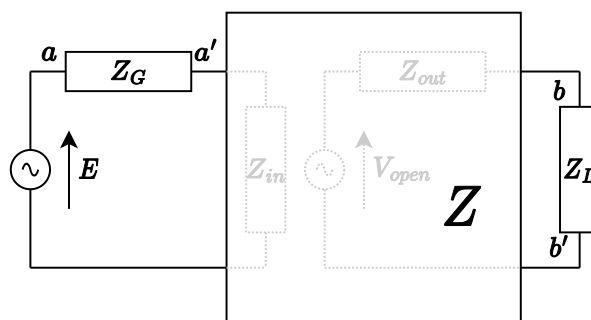 a Z_G a′ Z_out
b
E Z_in V_open Z_L
Z
b′